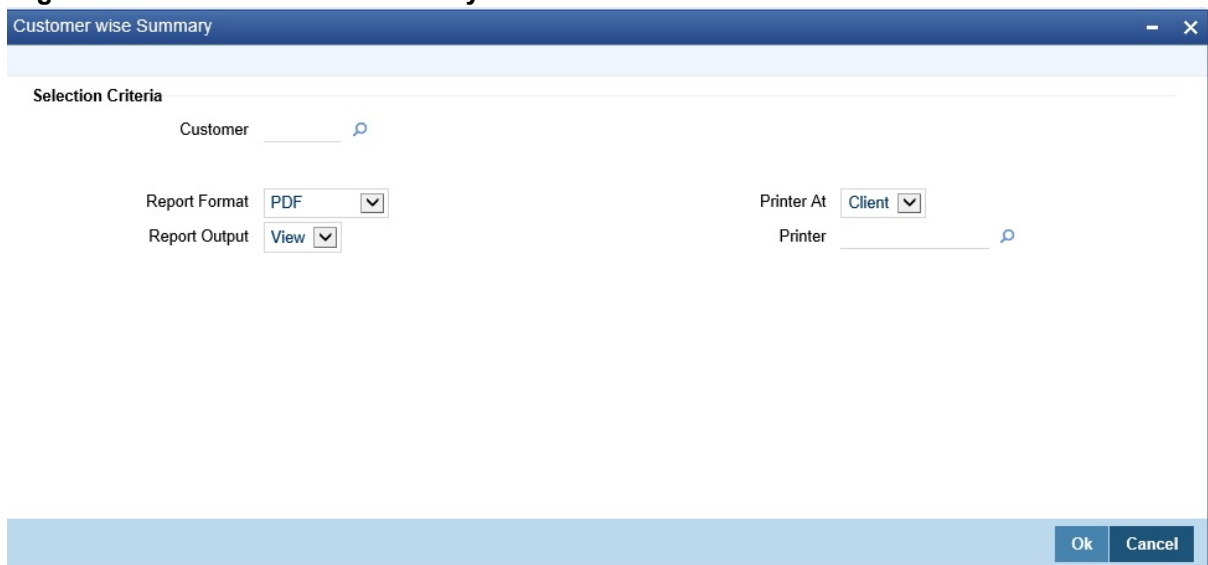 Customer wise Summary
Selection Criteria
Customer
Report Format PDF Printer At Client
Report Output View Printer
Ok Cancel